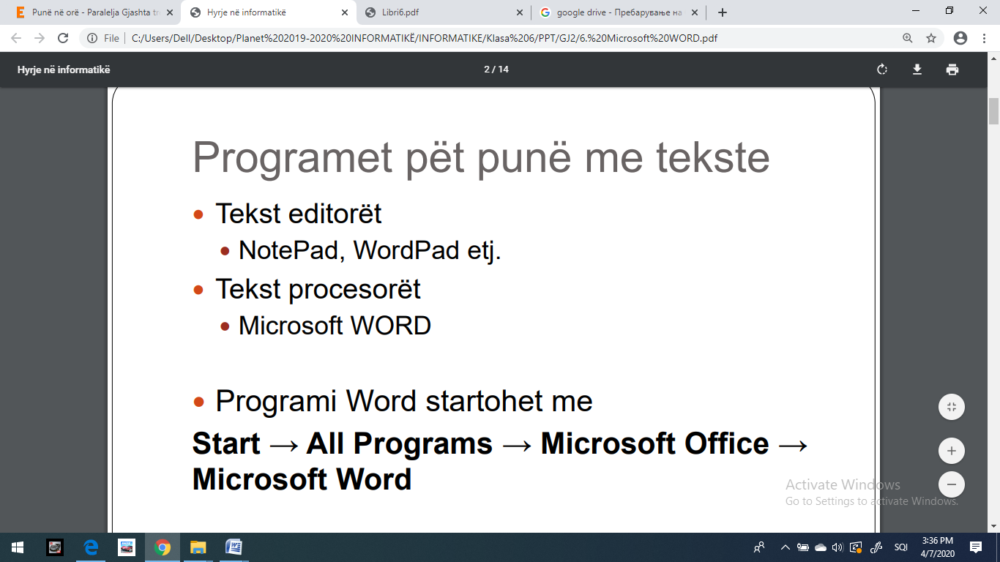 Punë në orë - Paralelja Gjashta tr
Hyrje në informatikë
Libri6.pdf
google drive - Пребарување на
File
C:/Users/Dell/Desktop/Planet%202019-2020%20INFORMATIKË/INFORMATIKE/Klasa%206/PPT/GJ2/6.%20Microsoft%20WORD.pdf
Hyrje në informatikë
2 / 14
Programet pët punë me tekste
• Tekst editorët
• NotePad, WordPad etj.
• Tekst procesorët
• Microsoft WORD
• Programi Word startohet me
Start → All Programs → Microsoft Office →
Microsoft Word
Activate Windows
Go to Settings to activate Windows.
SQI
3:36 PM
4/7/2020